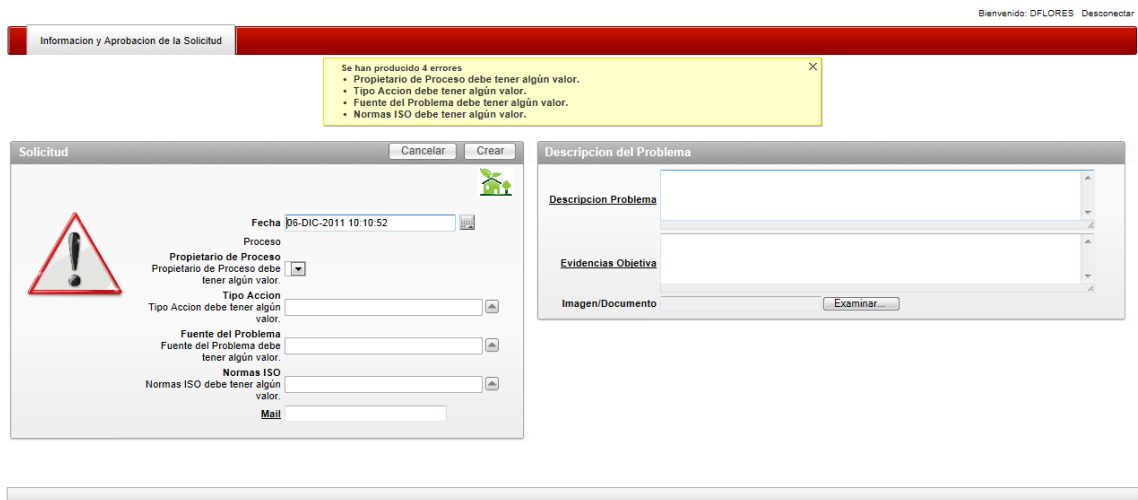 Bienvenido: DFLORES Desconectar
Informacion y Aprobacion de la Solicitud
Se han producido 4 errores
• Propietario de Proceso debe tener algún valor.
• Tipo Accion debe tener algún valor.
• Fuente del Problema debe tener algún valor.
• Normas ISO debe tener algún valor.
Solicitud
Cancelar
Crear
Fecha 06-DIC-2011 10:10:52
Proceso
Propietario de Proceso
Propietario de Proceso debe
tener algún valor.
Tipo Accion
Tipo Accion debe tener algún
valor.
Fuente del Problema
Fuente del Problema debe
tener algún valor.
Normas ISO
Normas ISO debe tener algún
valor.
Mail
Descripcion del Problema
Descripcion Problema
Evidencias Objetiva
Imagen/Documento
Examinar...